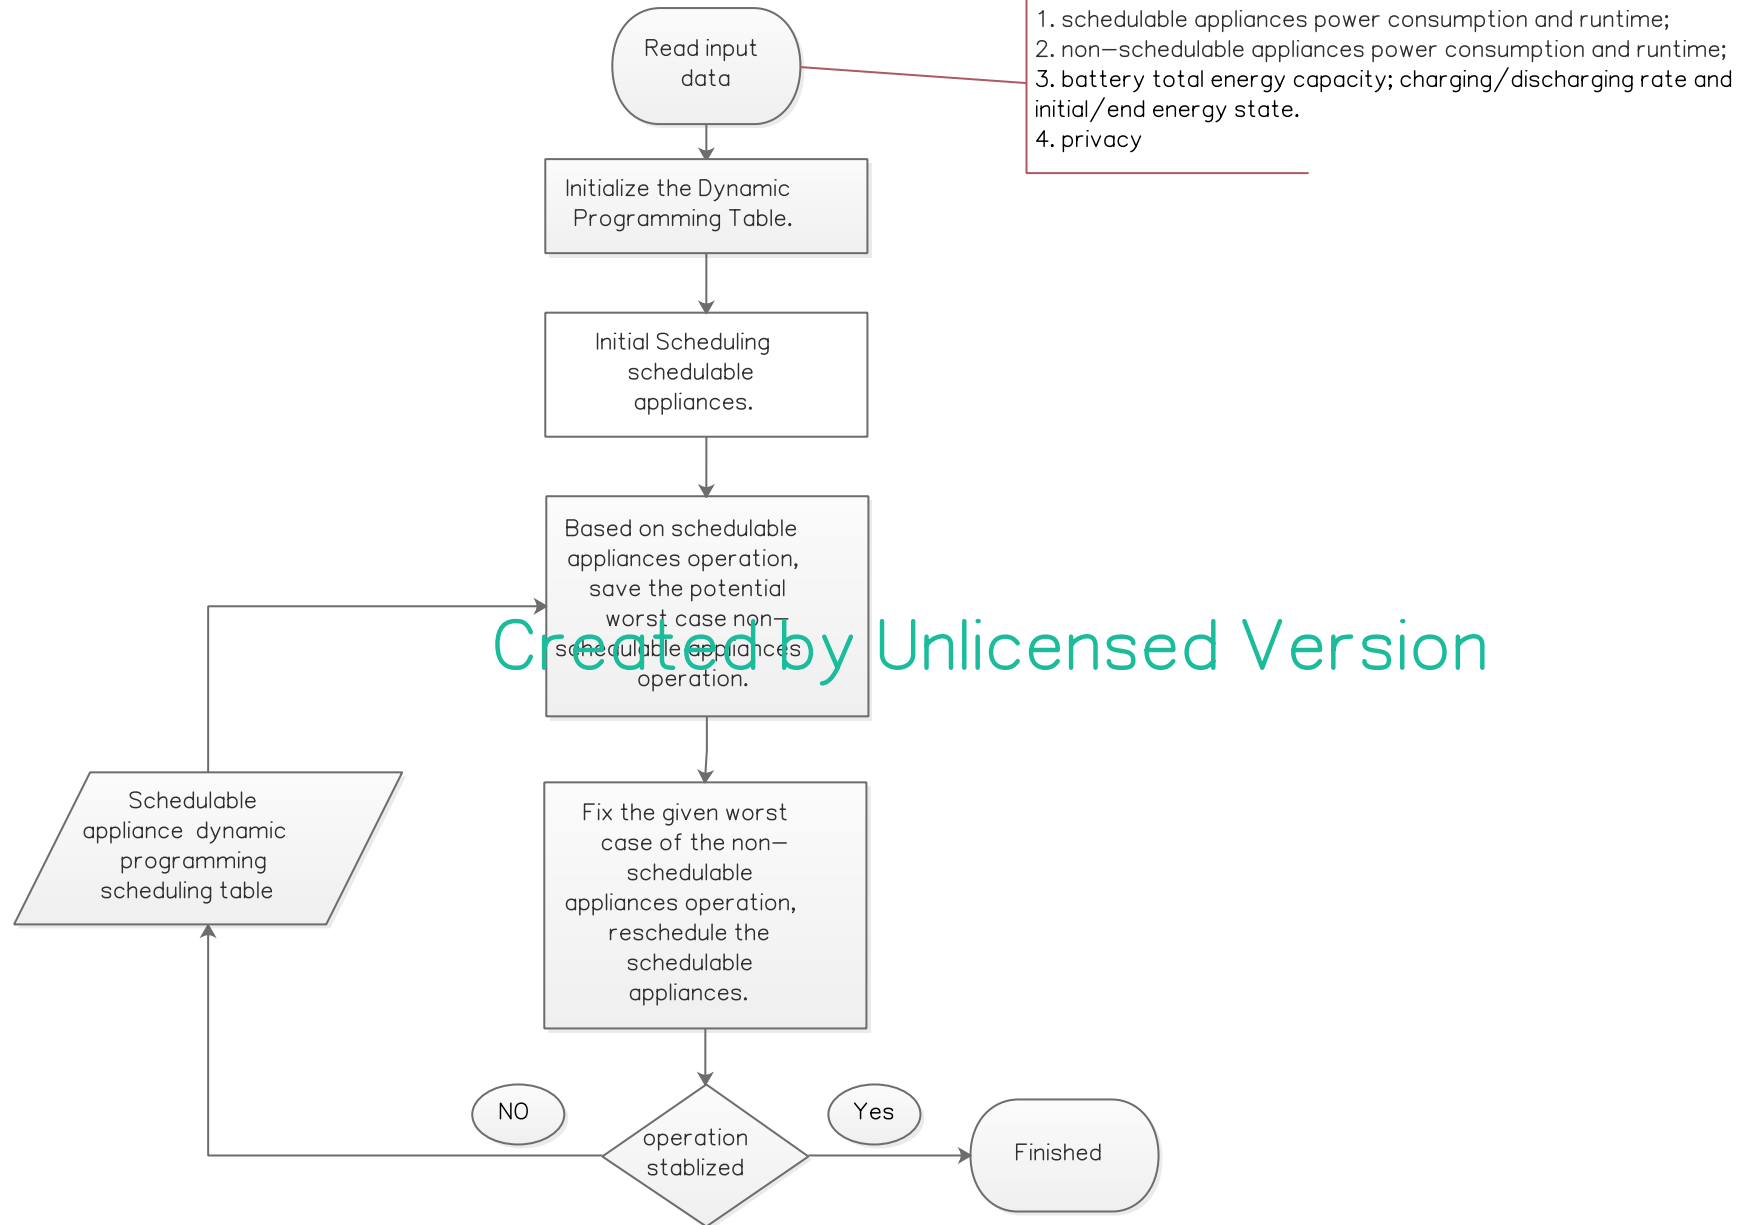 Read input
data
1. schedulable appliances power consumption and runtime;
2. non-schedulable appliances power consumption and runtime;
3. battery total energy capacity; charging/discharging rate and
initial/end energy state.
4. privacy
Initialize the Dynamic
Programming Table.
Initial Scheduling
schedulable
appliances.
Based on schedulable
appliances operation,
save the potential
worst case non-
schedulable appliances
operation.
Created by Unlicensed Version
Schedulable
appliance dynamic
programming
scheduling table
Fix the given worst
case of the non-
schedulable
appliances operation,
reschedule the
schedulable
appliances.
NO
operation
stablized
Yes
Finished